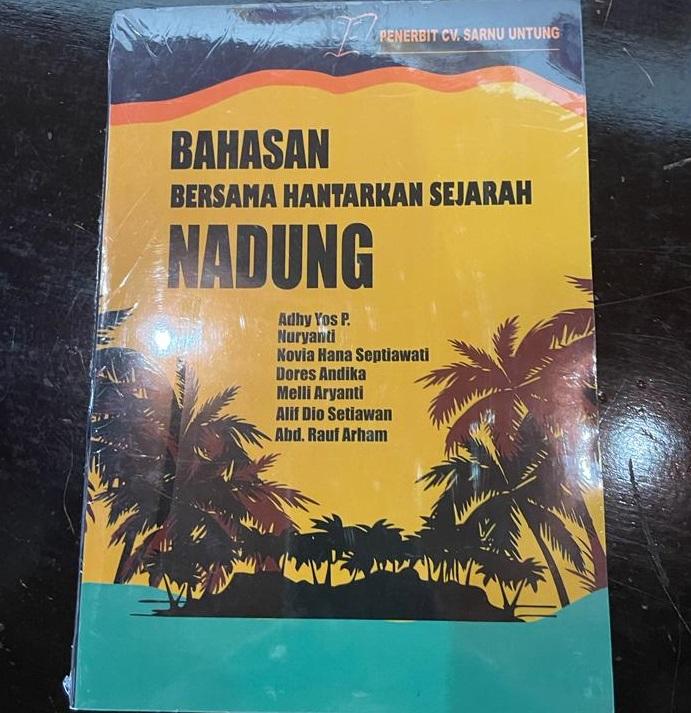 PENERBIT CV. SARNU UNTUNG
BAHASAN
BERSAMA HANTARKAN SEJARAH
NADUNG
Adhy Yos P.
Nuryanti
Novia Hana Septiawati
Dores Andika
Melli Aryanti
Alif Dio Setiawan
Abd. Rauf Arham